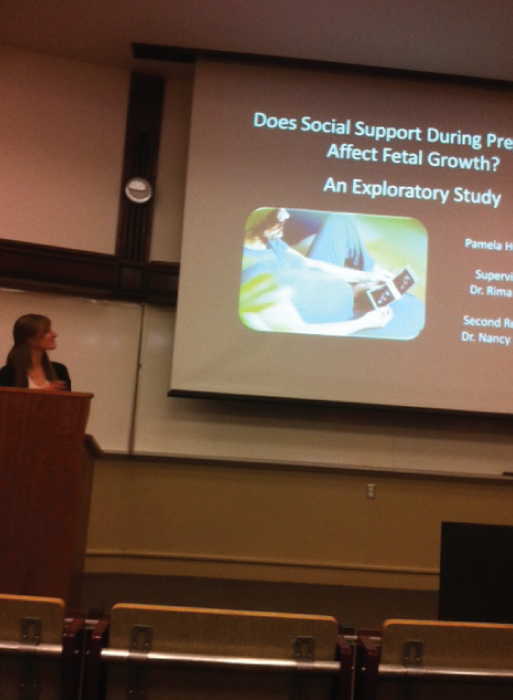 Does Social Support During Pre
Affect Fetal Growth?
An Exploratory Study
Pamela H
Supervi
Dr. Rima
Second Re
Dr. Nancy